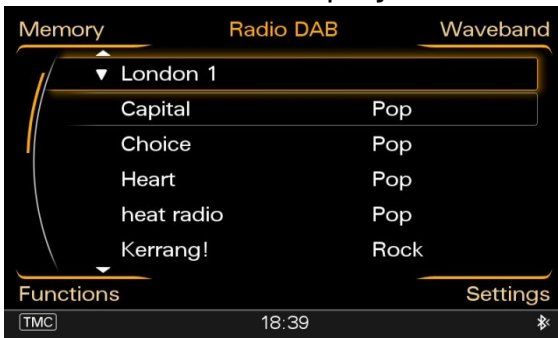 Memory Radio DAB Waveband
London 1
Capital Pop
Choice Pop
Heart Pop
heat radio Pop
Kerrang! Rock
Functions Settings
TMC 18:39